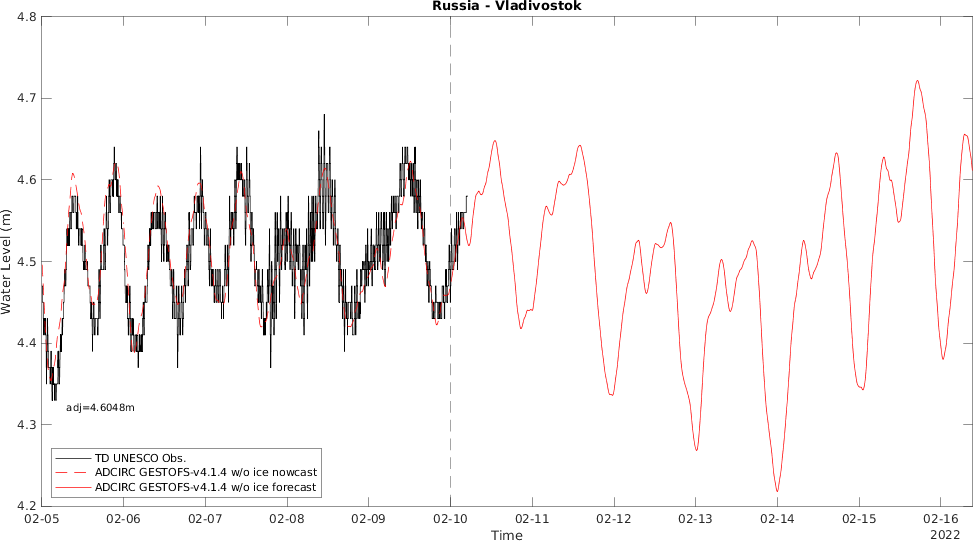 Russia - Vladivostok
4.8
4.7
4.6
4.5
4.4
4.3
4.2
Water Level (m)
adj=4.6048m
TD UNESCO Obs.
ADCIRC GESTOFS-v4.1.4 w/o ice nowcast
ADCIRC GESTOFS-v4.1.4 w/o ice forecast
02-05 02-06 02-07 02-08 02-09 02-10 02-11 02-12 02-13 02-14 02-15 02-16
Time 2022